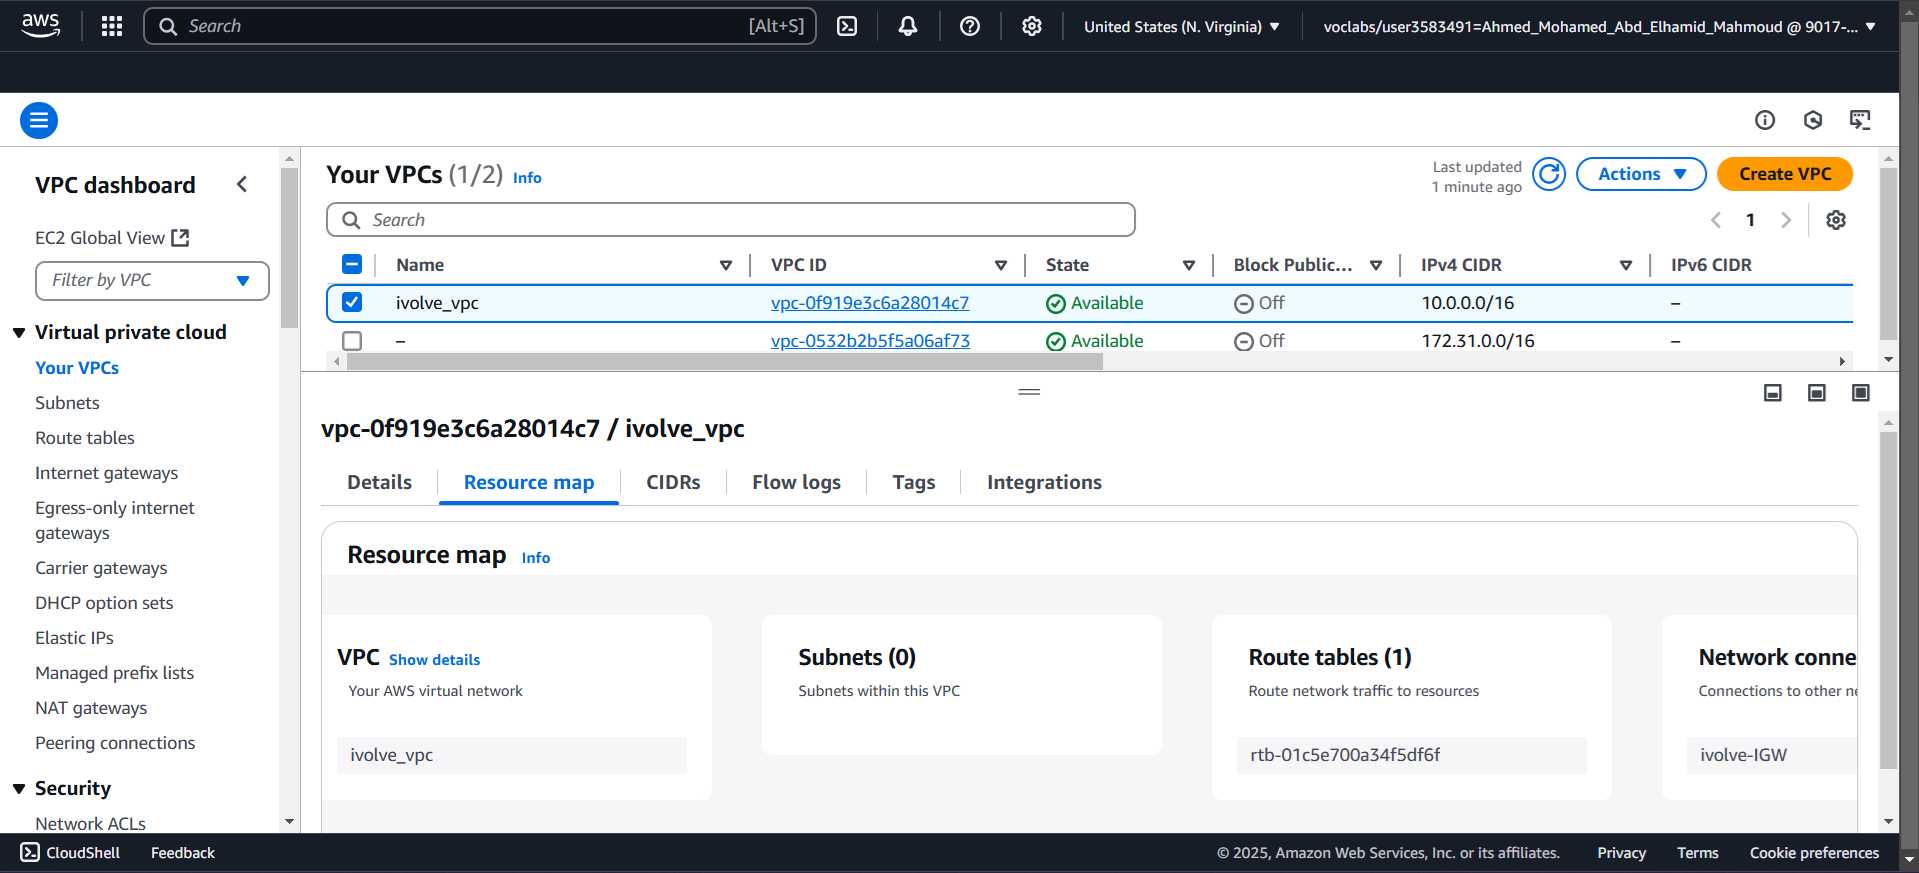 aws
Search [Alt+S]
United States (N. Virginia)
voclabs/user3583491=Ahmed_Mohamed_Abd_Elhamid_Mahmoud @ 9017-...
VPC dashboard
EC2 Global View
Filter by VPC
Virtual private cloud
Your VPCs
Subnets
Route tables
Internet gateways
Egress-only internet
gateways
Carrier gateways
DHCP option sets
Elastic IPs
Managed prefix lists
NAT gateways
Peering connections
Security
Network ACLs
Your VPCs (1/2) Info
Last updated
1 minute ago
Actions
Create VPC
Search
1
Name VPC ID State Block Public... IPv4 CIDR IPv6 CIDR
ivolve_vpc vpc-0f919e3c6a28014c7 Available Off 10.0.0.0/16 –
– vpc-0532b2b5f5a06af73 Available Off 172.31.0.0/16 –
vpc-0f919e3c6a28014c7 / ivolve_vpc
Details Resource map CIDRs Flow logs Tags Integrations
Resource map Info
VPC Show details
Your AWS virtual network
ivolve_vpc
Subnets (0)
Subnets within this VPC
Route tables (1)
Route network traffic to resources
rtb-01c5e700a34f5df6f
Network conne
Connections to other ne
ivolve-IGW
CloudShell Feedback
© 2025, Amazon Web Services, Inc. or its affiliates. Privacy Terms Cookie preferences